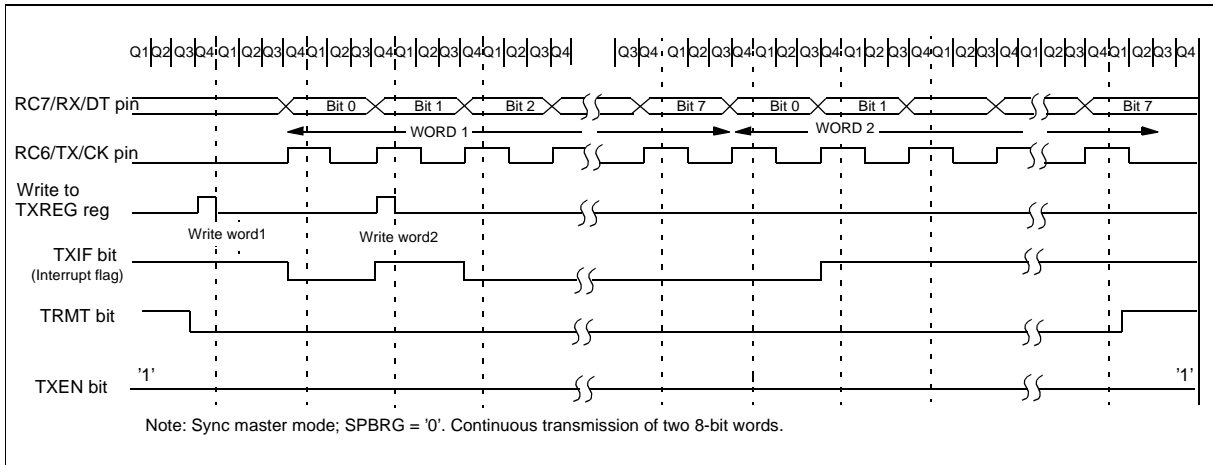 Q1 Q2 Q3 Q4 Q1 Q2 Q3 Q4 Q1 Q2 Q3 Q4 Q1 Q2 Q3 Q4 Q1 Q2 Q3 Q4 Q3 Q4 Q1 Q2 Q3 Q4 Q1 Q2 Q3 Q4 Q1 Q2 Q3 Q4 Q1 Q2 Q3 Q4 Q1 Q2 Q3 Q4 Q1 Q2 Q3 Q4
RC7/RX/DT pin Bit 0 Bit 1 Bit 2 Bit 7 Bit 0 Bit 1 Bit 7
WORD 1 WORD 2
RC6/TX/CK pin
Write to
TXREG reg
Write word1 Write word2
TXIF bit
(Interrupt flag)
TRMT bit
TXEN bit '1' '1'
Note: Sync master mode; SPBRG = '0'. Continuous transmission of two 8-bit words.